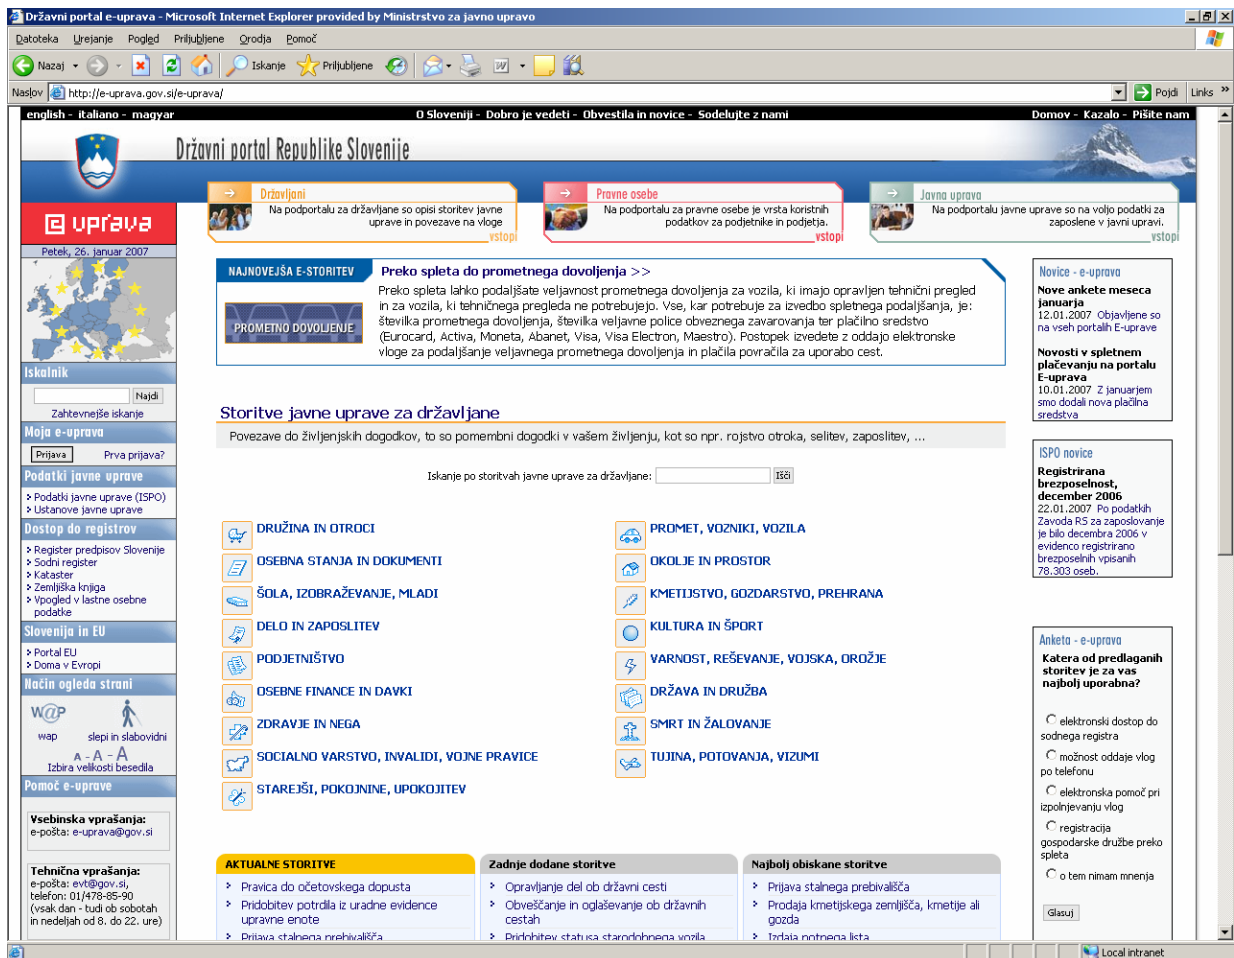 Državni portal e-uprava - Microsoft Internet Explorer provided by Ministrstvo za javno upravo
Datoteka Urejanje Pogled Priljubljene Orodja Pomoč
Nazaj Iskanje Priljubljene
Naslov http://e-uprava.gov.si/e-uprava/ Pojdi Links »
english - italiano - magyar O Sloveniji - Dobro je vedeti - Obvestila in novice - Sodelujte z nami Domov - Kazalo - Pišite nam
Državni portal Republike Slovenije
Državljani
Na podportalu za državljane so opisi storitev javne
uprave in povezave na vloge
vstopi
Pravne osebe
Na podportalu za pravne osebe je vrsta koristnih
podatkov za podjetnike in podjetja.
vstopi
Javna uprava
Na podportalu javne uprave so na voljo podatki za
zaposlene v javni upravi.
vstopi
e uprava
Petek, 26. januar 2007
Iskalnik
Najdi
Zahtevnejše iskanje
Moja e-uprava
Prijava Prva prijava?
Podatki javne uprave
Podatki javne uprave (ISPO)
Ustanove javne uprave
Dostop do registrov
Register predpisov Slovenije
Sodni register
Kataster
Zemljiška knjiga
Vpogled v lastne osebne
podatke
Slovenija in EU
Portal EU
Doma v Evropi
Način ogleda strani
W@P
wap slepi in slabovidni
A - A - A
Izbira velikosti besedila
Pomoč e-uprave
Vsebinska vprašanja:
e-pošta: e-uprava@gov.si
Tehnična vprašanja:
e-pošta: evt@gov.si,
telefon: 01/478-85-90
(vsak dan - tudi ob sobotah
in nedeljah od 8. do 22. ure)
NAJNOVEJŠA E-STORITEV Preko spleta do prometnega dovoljenja >>
PROMETNO DOVOLJENJE
Preko spleta lahko podaljšate veljavnost prometnega dovoljenja za vozila, ki imajo opravljen tehnični pregled
in za vozila, ki tehničnega pregleda ne potrebujejo. Vse, kar potrebuje za izvedbo spletnega podaljšanja, je:
številka prometnega dovoljenja, številka veljavne police obveznega zavarovanja ter plačilno sredstvo
(Eurocard, Activa, Moneta, Abanet, Visa, Visa Electron, Maestro). Postopek izvedete z oddajo elektronske
vloge za podaljšanje veljavnega prometnega dovoljenja in plačila povračila za uporabo cest.
Storitve javne uprave za državljane
Povezave do življenjskih dogodkov, to so pomembni dogodki v vašem življenju, kot so npr. rojstvo otroka, selitev, zaposlitev, ...
Iskanje po storitvah javne uprave za državljane: Išči
DRUŽINA IN OTROCI
OSEBNA STANJA IN DOKUMENTI
ŠOLA, IZOBRAŽEVANJE, MLADI
DELO IN ZAPOSLITEV
PODJETNIŠTVO
OSEBNE FINANCE IN DAVKI
ZDRAVJE IN NEGA
SOCIALNO VARSTVO, INVALIDI, VOJNE PRAVICE
STAREJŠI, POKOJNINE, UPOKOJITEV
PROMET, VOZNIKI, VOZILA
OKOLJE IN PROSTOR
KMETIJSTVO, GOZDARSTVO, PREHRANA
KULTURA IN ŠPORT
VARNOST, REŠEVANJE, VOJSKA, OROŽJE
DRŽAVA IN DRUŽBA
SMRT IN ŽALOVANJE
TUJINA, POTOVANJA, VIZUMI
AKTUALNE STORITVE
Pravica do očetovskega dopusta
Pridobitev potrdila iz uradne evidence
upravne enote
Prijava stalnega prebivališča
Zadnje dodane storitve
Opravljanje del ob državni cesti
Obveščanje in oglaševanje ob državnih
cestah
Pridobitev statusa starodobnega vozila
Najbolj obiskane storitve
Prijava stalnega prebivališča
Prodaja kmetijskega zemljišča, kmetije ali
gozda
Izdaja potnega lista
Novice - e-uprava
Nove ankete meseca
januarja
12.01.2007 Objavljene so
na vseh portalih E-uprave
Novosti v spletnem
plačevanju na portalu
E-uprava
10.01.2007 Z januarjem
smo dodali nova plačilna
sredstva
ISPO novice
Registrirana
brezposelnost,
december 2006
22.01.2007 Po podatkih
Zavoda RS za zaposlovanje
je bilo decembra 2006 v
evidenco registrirano
brezposelnih vpisanih
78.303 oseb.
Anketa - e-uprava
Katera od predlaganih
storitev je za vas
najbolj uporabna?
elektronski dostop do
sodnega registra
možnost oddaje vlog
po telefonu
elektronska pomoč pri
izpolnjevanju vlog
registracija
gospodarske družbe preko
spleta
o tem nimam mnenja
Glasuj
Local intranet